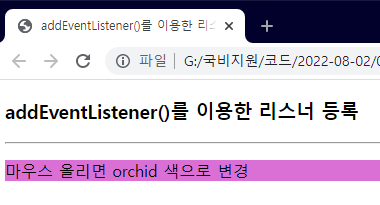 addEventListener()를 이용한 리스
파일 | G:/국비지원/코드/2022-08-02/
addEventListener()를 이용한 리스너 등록
마우스 올리면 orchid 색으로 변경